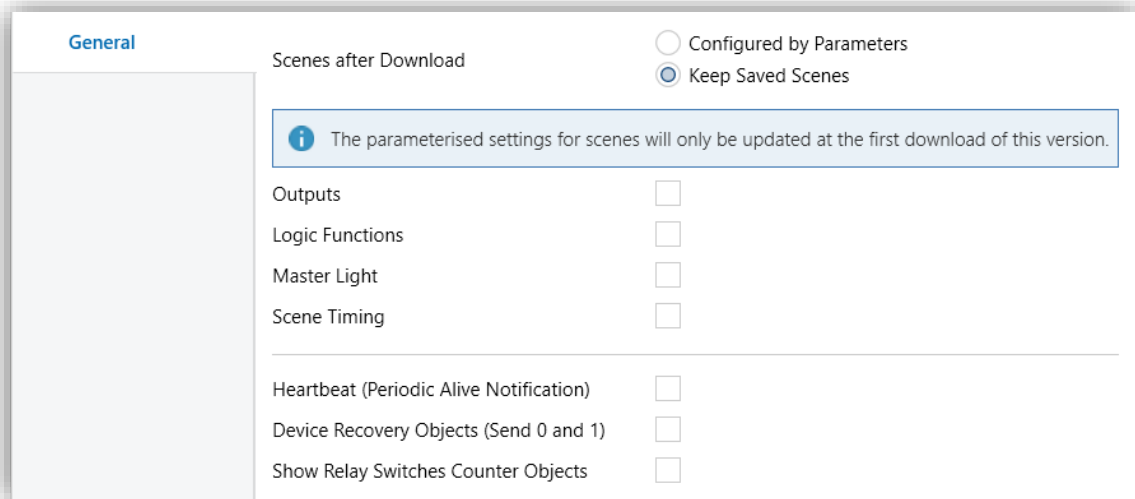 General
Scenes after Download
Configured by Parameters
Keep Saved Scenes
The parameterised settings for scenes will only be updated at the first download of this version.
Outputs
Logic Functions
Master Light
Scene Timing
Heartbeat (Periodic Alive Notification)
Device Recovery Objects (Send 0 and 1)
Show Relay Switches Counter Objects